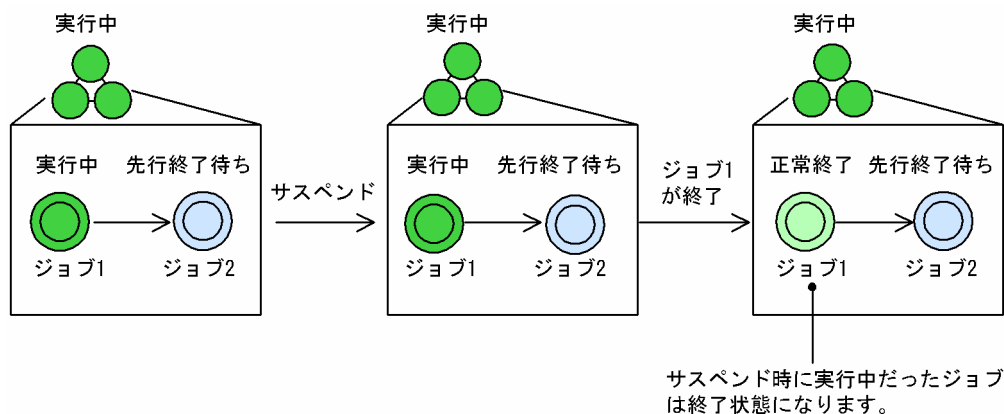 実行中
実行中 先行終了待ち
ジョブ1 ジョブ2
サスペンド
実行中
実行中 先行終了待ち
ジョブ1 ジョブ2
ジョブ1
が終了
実行中
正常終了 先行終了待ち
ジョブ1 ジョブ2
サスペンド時に実行中だったジョブ
は終了状態になります。